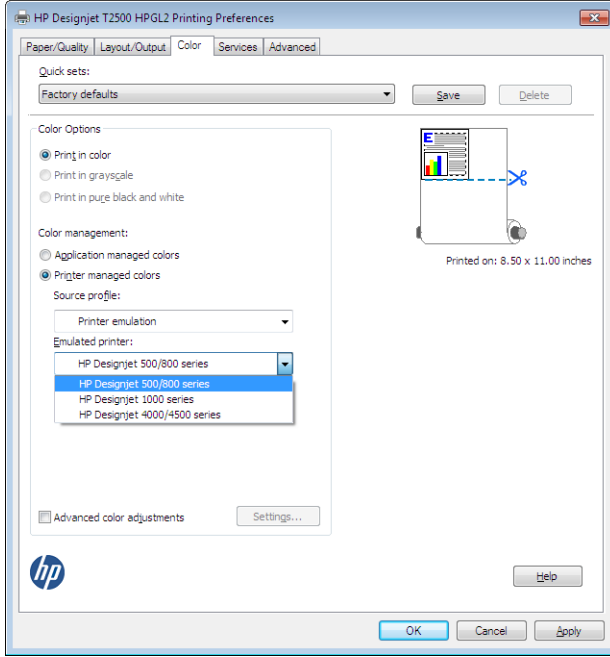 HP Designjet T2500 HPGL2 Printing Preferences
Paper/Quality Layout/Output Color Services Advanced
Quick sets:
Factory defaults Save Delete
Color Options
Print in color
Print in grayscale
Print in pure black and white
E
Color management:
Application managed colors
Printer managed colors
Printed on: 8.50 x 11.00 inches
Source profile:
Printer emulation
Emulated printer:
HP Designjet 500/800 series
HP Designjet 500/800 series
HP Designjet 1000 series
HP Designjet 4000/4500 series
Advanced color adjustments Settings...
hp
Help
OK Cancel Apply